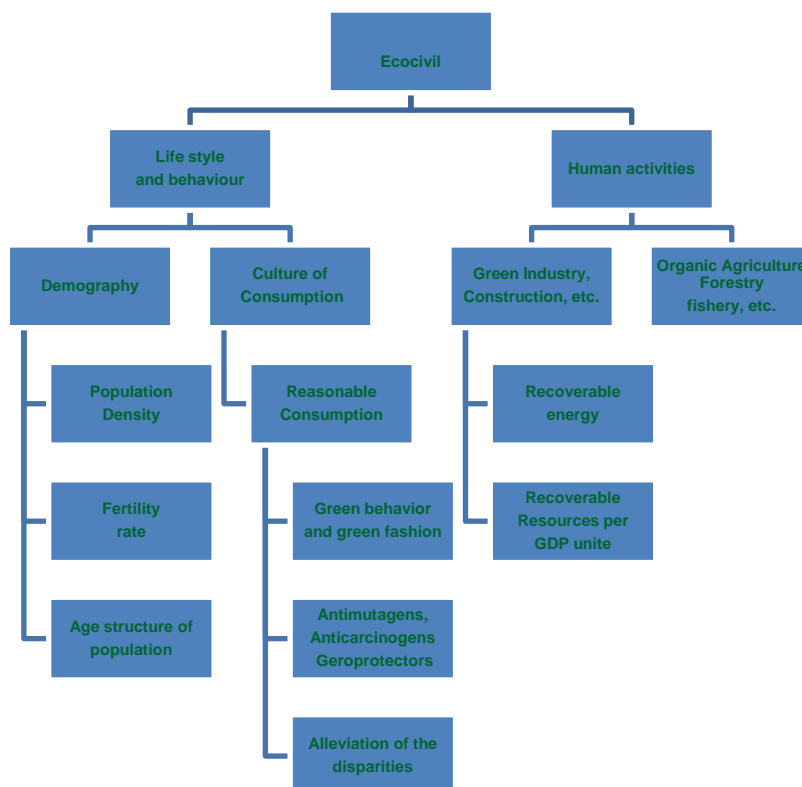 Ecocivil
Life style
and behaviour
Human activities
Demography
Culture of
Consumption
Green Industry,
Construction, etc.
Organic Agriculture
Forestry
fishery, etc.
Population
Density
Reasonable
Consumption
Recoverable
energy
Fertility
rate
Green behavior
and green fashion
Recoverable
Resources per
GDP unite
Age structure of
population
Antimutagens,
Anticarcinogens
Geroprotectors
Alleviation of the
disparities